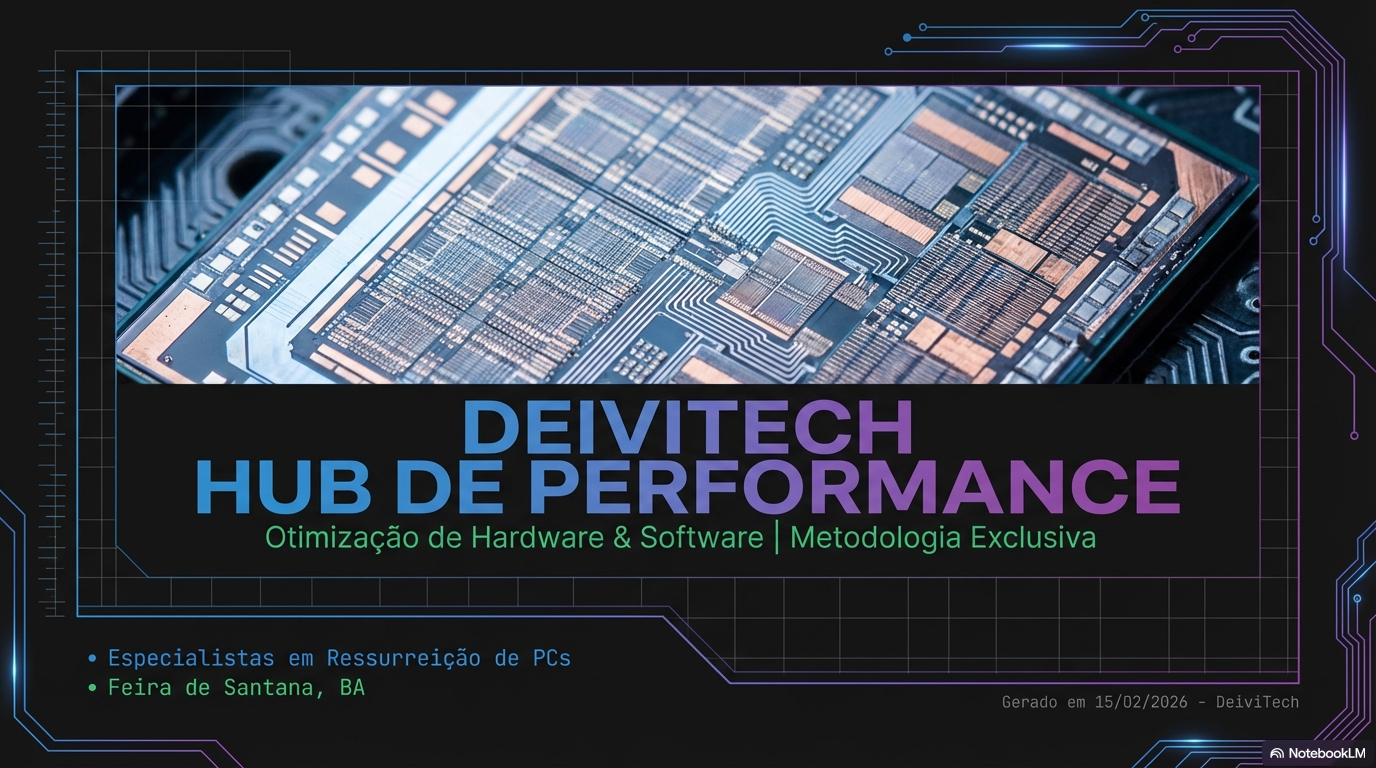 DEIVITECH
HUB DE PERFORMANCE
Otimização de Hardware & Software | Metodologia Exclusiva
• Especialistas em Ressurreição de PCs
• Feira de Santana, BA
Gerado em 15/02/2026 - DeiviTech
NotebookLM